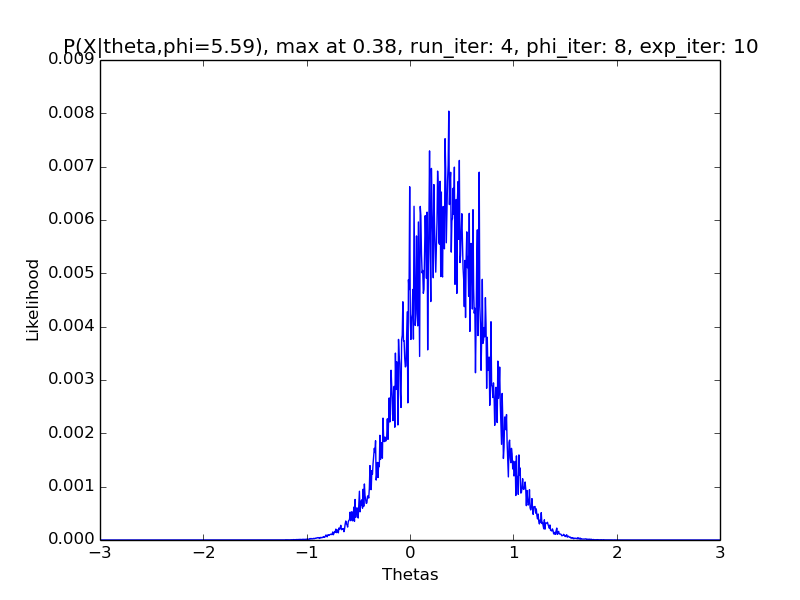 P(X|theta,phi=5.59), max at 0.38, run_iter: 4, phi_iter: 8, exp_iter: 10
0.009
0.008
0.007
0.006
0.005
0.004
0.003
0.002
0.001
0.000
Likelihood
−3 −2 −1 0 1 2 3
Thetas